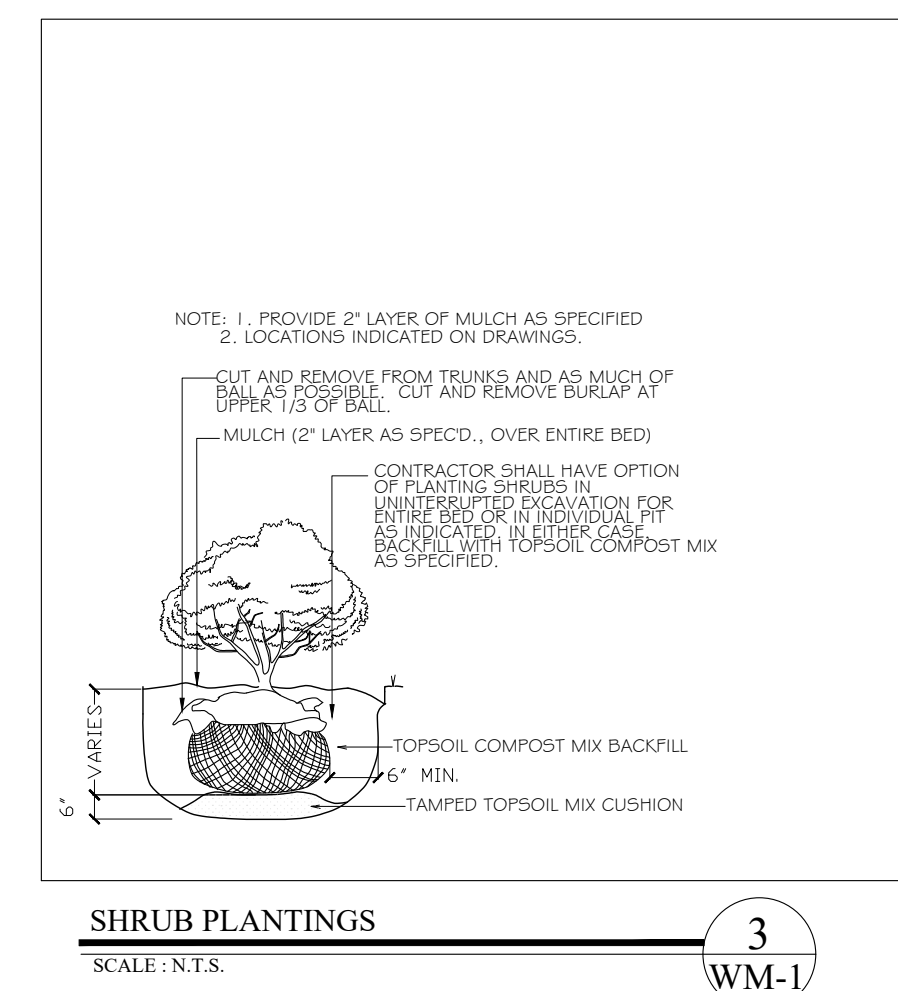 NOTE: 1. PROVIDE 2" LAYER OF MULCH AS SPECIFIED
2. LOCATIONS INDICATED ON DRAWINGS.
CUT AND REMOVE FROM TRUNKS AND AS MUCH OF
BALL AS POSSIBLE. CUT AND REMOVE BURLAP AT
UPPER 1/3 OF BALL.
MULCH (2" LAYER AS SPEC'D., OVER ENTIRE BED)
CONTRACTOR SHALL HAVE OPTION
OF PLANTING SHRUBS IN
UNINTERRUPTED EXCAVATION FOR
ENTIRE BED OR IN INDIVIDUAL PIT
AS INDICATED. IN EITHER CASE,
BACKFILL WITH TOPSOIL COMPOST MIX
AS SPECIFIED.
VARIES
TOPSOIL COMPOST MIX BACKFILL
6" MIN.
6"
TAMPED TOPSOIL MIX CUSHION
SHRUB PLANTINGS
SCALE : N.T.S.
3
WM-1